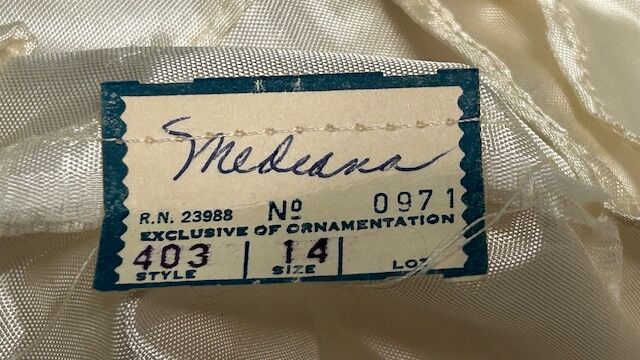 Medeana
R.N. 23988 Nº 0971
EXCLUSIVE OF ORNAMENTATION
403 14
STYLE SIZE LOT